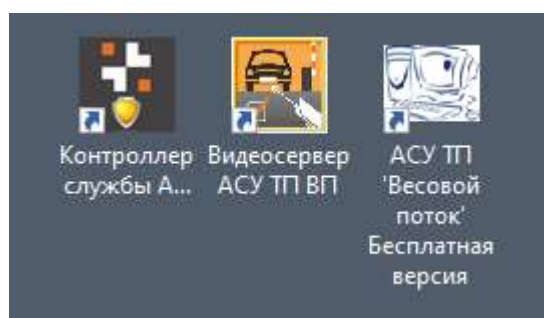 Контроллер
службы А...
Видеосервер
АСУ ТП ВП
АСУ ТП
'Весовой
поток'
Бесплатная
версия